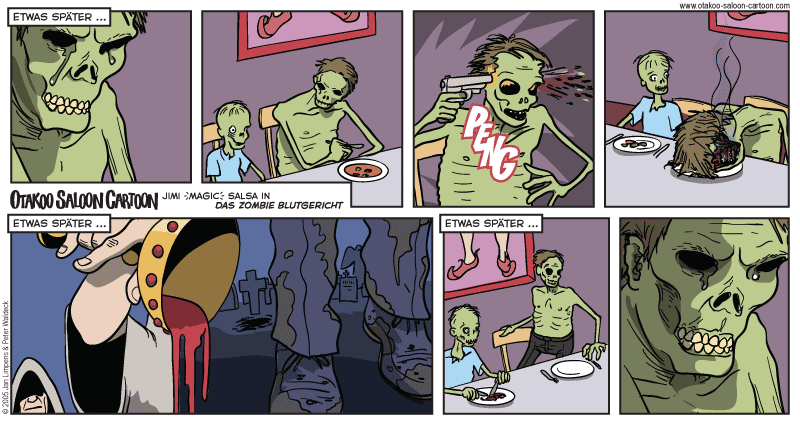 www.otakoo-saloon-cartoon.com
ETWAS SPÄTER ...
PENG
OTAKOO SALOON CARTOON
JIMI MAGIC SALSA IN
DAS ZOMBIE BLUTGERICHT
ETWAS SPÄTER ...
ETWAS SPÄTER ...
© 2005 Jan Limpens & Peter Waldeck